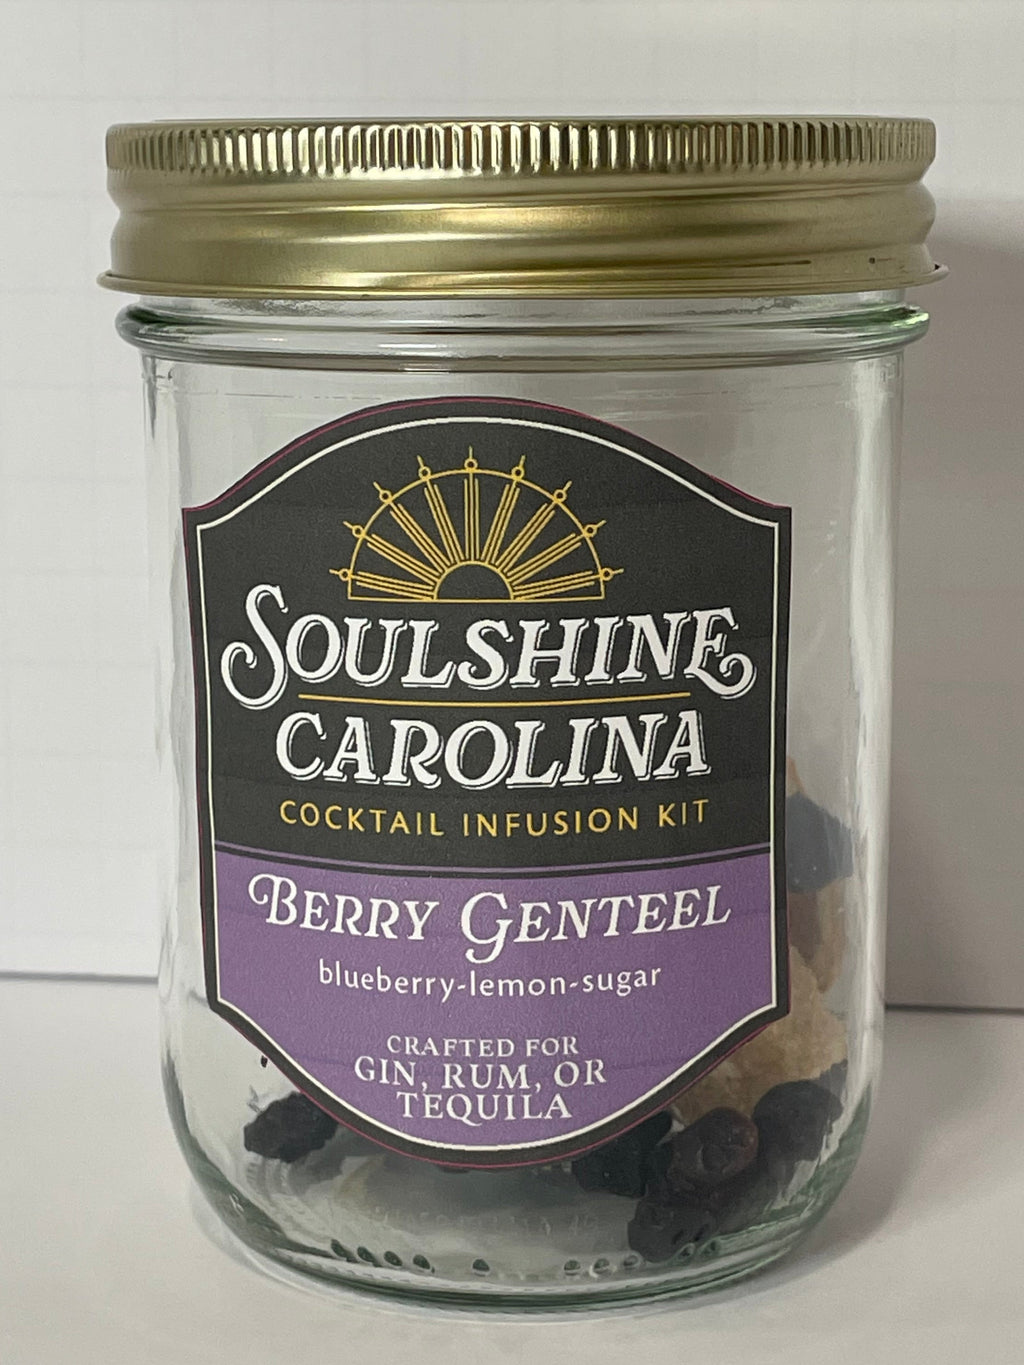 SOULSHINE
CAROLINA
COCKTAIL INFUSION KIT
BERRY GENTEEL
blueberry-lemon-sugar
CRAFTED FOR
GIN, RUM, OR
TEQUILA